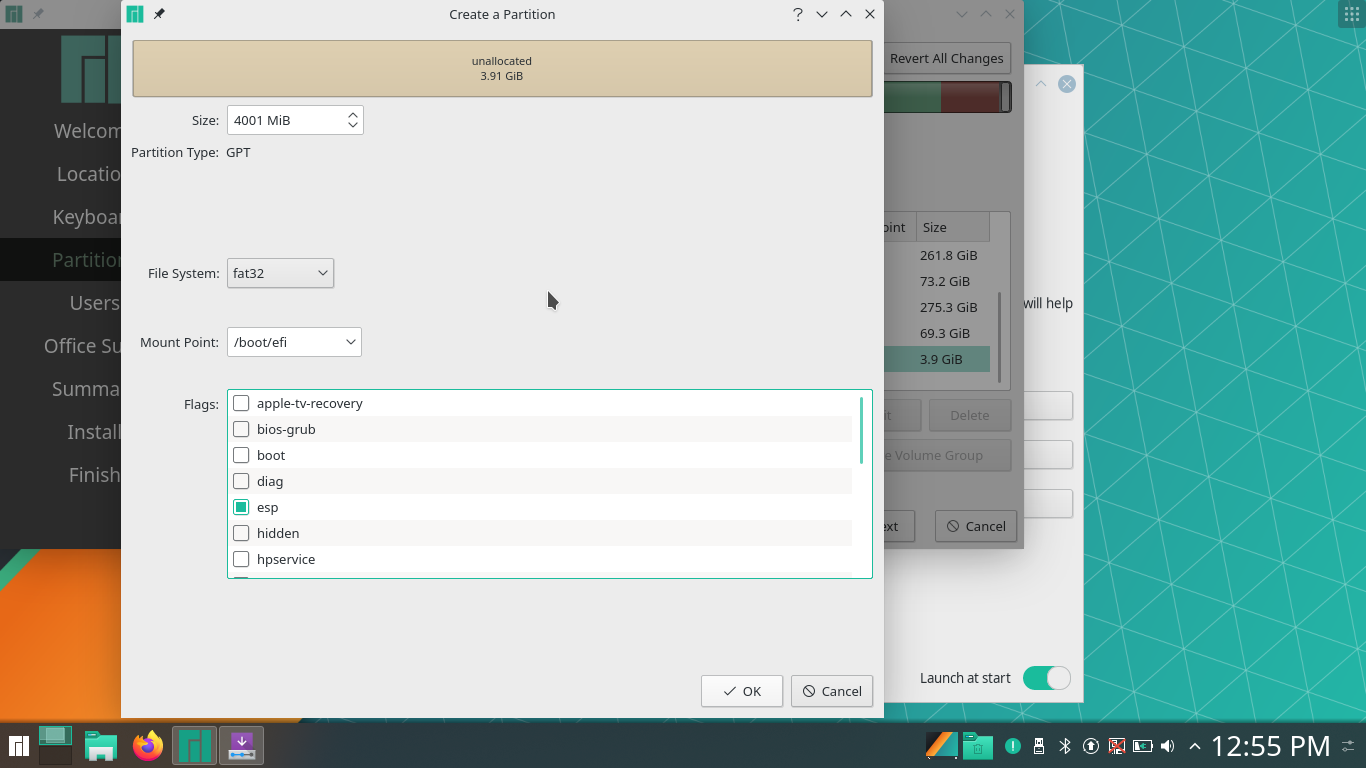 Create a Partition
unallocated
3.91 GiB
Size: 4001 MiB
Partition Type: GPT
File System: fat32
Mount Point: /boot/efi
Flags:
apple-tv-recovery
bios-grub
boot
diag
esp
hidden
hpservice
OK
Cancel
Welcom
Locatio
Keyboar
Partition
Users
Office Su
Summa
Install
Finish
Revert All Changes
oint
Size
261.8 GiB
73.2 GiB
275.3 GiB
69.3 GiB
3.9 GiB
it
Delete
e Volume Group
ext
Cancel
will help
Launch at start
12:55 PM